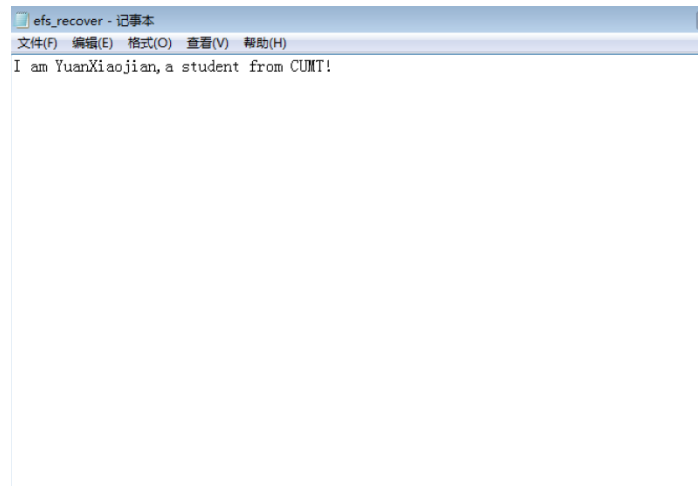 efs_recover - 记事本
文件(F) 编辑(E) 格式(O) 查看(V) 帮助(H)
I am YuanXiaojian,a student from CUMT!